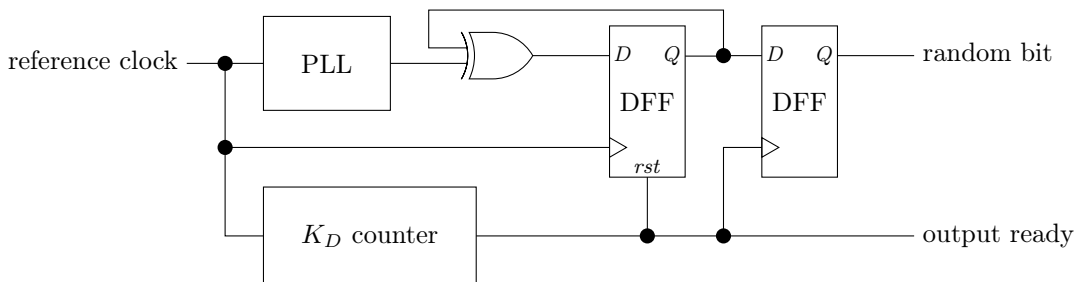 reference clock
PLL
D
Q
DFF
rst
D
Q
DFF
random bit
K_D counter
output ready